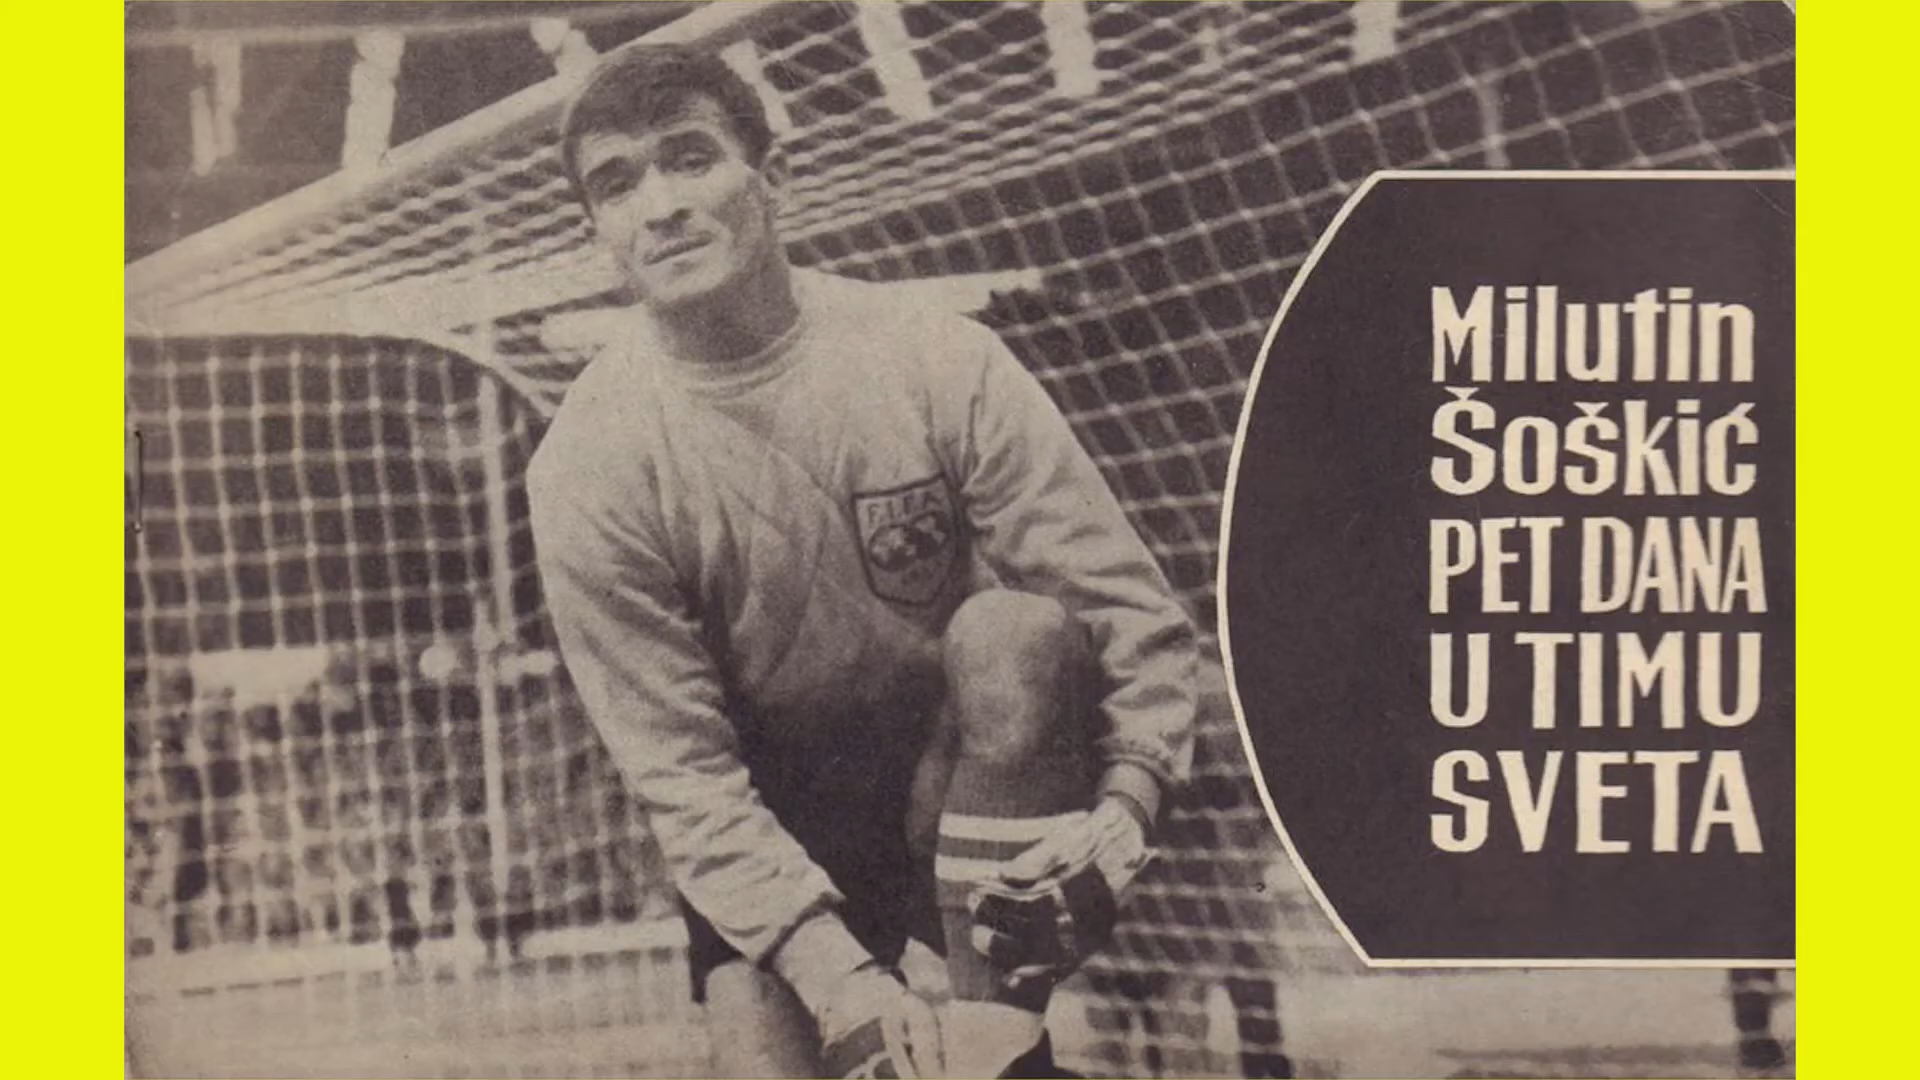 Milutin
Šoškić
PET DANA
U TIMU
SVETA
F.I.F.A